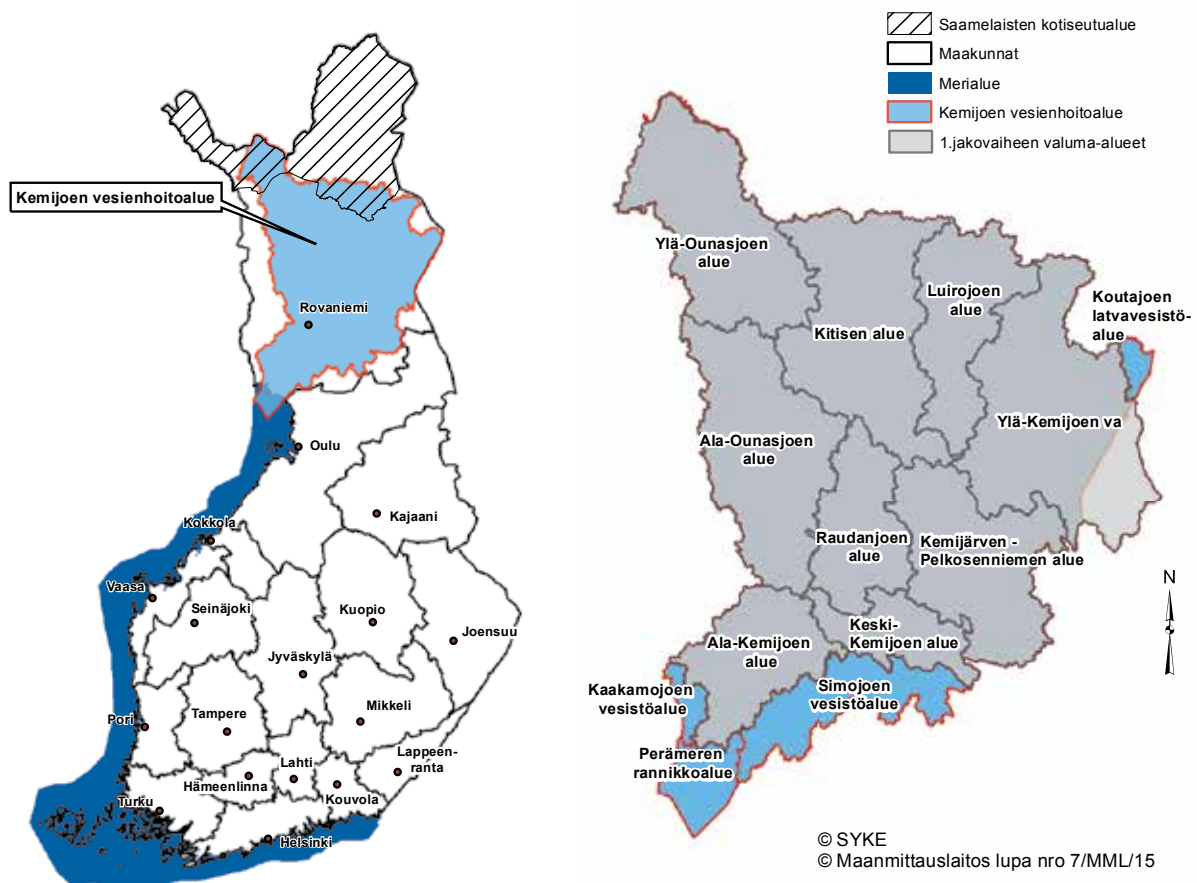 Saamelaisten kotiseutualue
Maakunnat
Merialue
Kemijoen vesienhoitoalue
1.jakovaiheen valuma-alueet
Kemijoen vesienhoitoalue
Rovaniemi
Oulu
Kajaani
Kokkola
Vaasa
Seinäjoki
Kuopio
Joensuu
Jyväskylä
Mikkeli
Pori
Tampere
Lappeen-
ranta
Lahti
Hämeenlinna
Kouvola
Turku
Helsinki
Ylä-Ounasjoen
alue
Luirojoen
alue
Koutajoen
latvavesistö-
alue
Kitisen alue
Ylä-Kemijoen va
Ala-Ounasjoen
alue
Raudanjoen
alue
Kemijärven -
Pelkosenniemen alue
N
Keski-
Kemijoen alue
Ala-Kemijoen
alue
Kaakamojoen
vesistöalue
Simojoen
vesistöalue
Perämeren
rannikkoalue
© SYKE
© Maanmittauslaitos lupa nro 7/MML/15